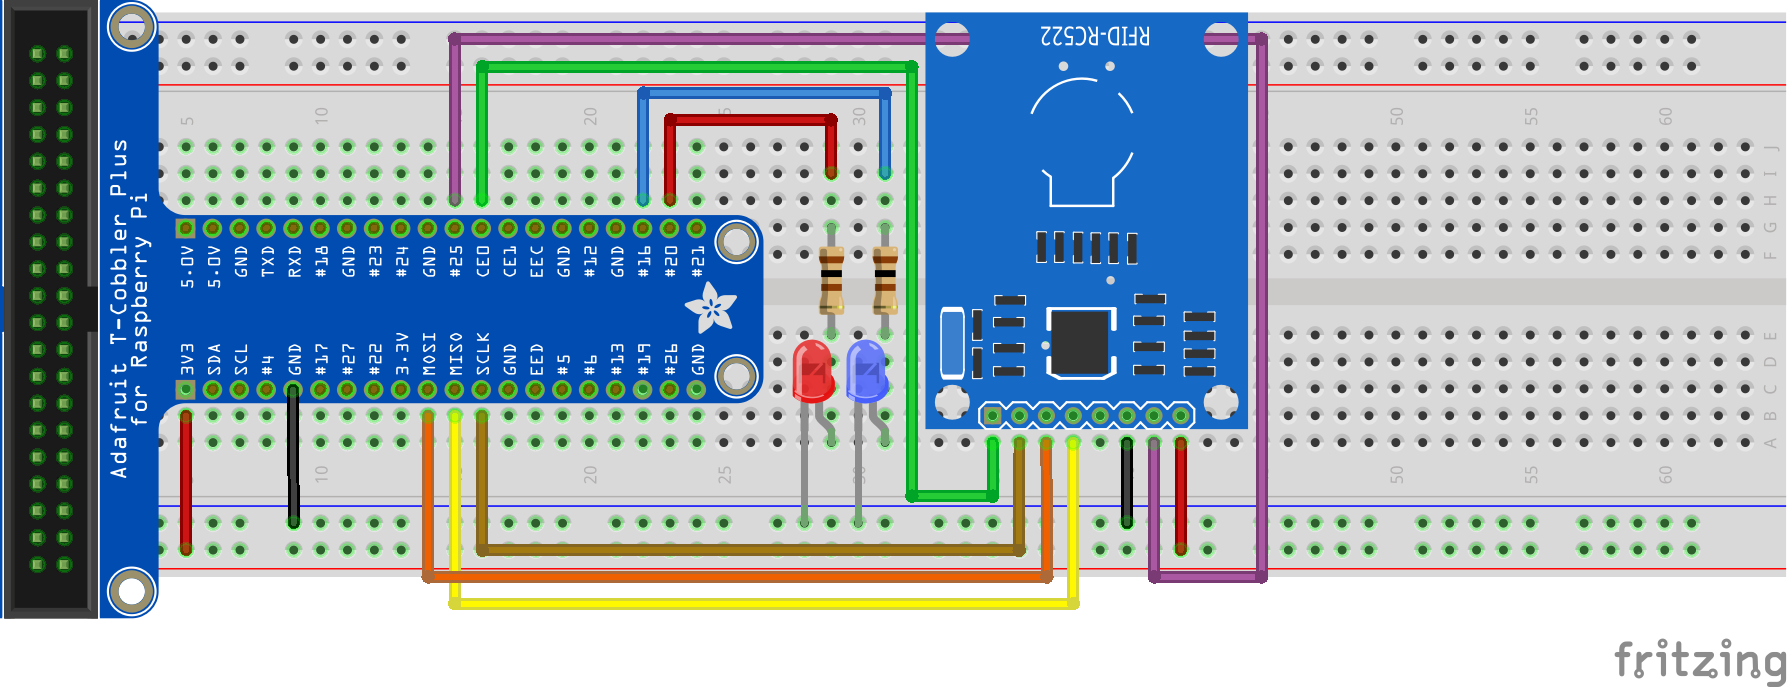 RFID-RC522
5
10
20
5
30
50
55
60
J
I
H
G
F
Adafruit T-Cobbler Plus
for Raspberry Pi
5.0V
5.0V
GND
TXD
RXD
#18
GND
#23
#24
GND
#25
CE0
CE1
EEC
GND
#12
GND
#16
#20
#21
3V3
SDA
SCL
#4
GND
#17
#27
#22
3.3V
MOSI
MISO
SCLK
GND
EED
#5
#6
#13
#19
#26
GND
E
D
C
B
A
10
20
25
50
55
60
fritzing